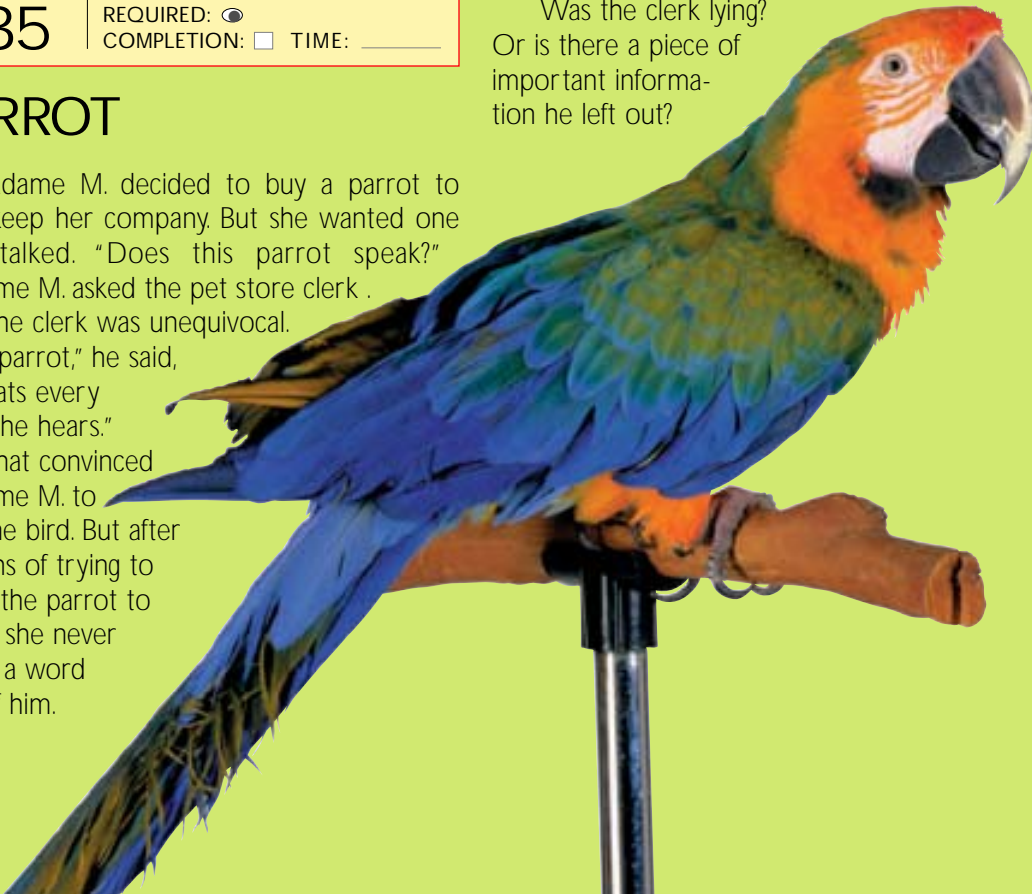 35
REQUIRED:
COMPLETION: TIME:
RROT
dame M. decided to buy a parrot to
keep her company. But she wanted one
talked. “Does this parrot speak?”
me M. asked the pet store clerk .
he clerk was unequivocal.
parrot,” he said,
ats every
he hears.”
hat convinced
me M. to
he bird. But after
ns of trying to
the parrot to
she never
a word
him.
Was the clerk lying?
Or is there a piece of
important informa-
tion he left out?